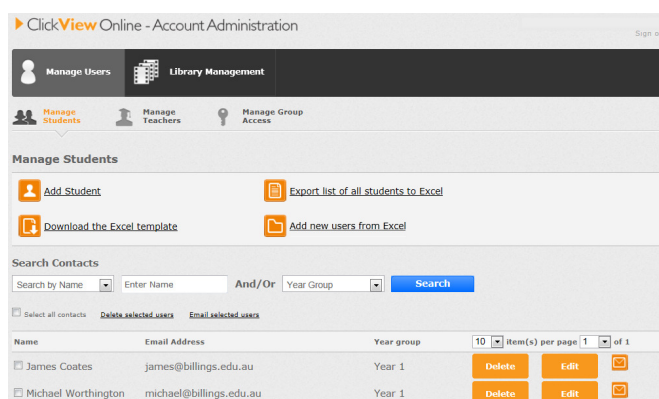 ClickView Online - Account Administration
Sign o
Manage Users
Library Management
Manage Students
Manage Teachers
Manage Group Access
Manage Students
Add Student
Export list of all students to Excel
Download the Excel template
Add new users from Excel
Search Contacts
Search by Name
Enter Name
And/Or
Year Group
Search
Select all contacts
Delete selected users
Email selected users
Name
Email Address
Year group
10 item(s) per page 1 of 1
James Coates
james@billings.edu.au
Year 1
Delete
Edit
Michael Worthington
michael@billings.edu.au
Year 1
Delete
Edit